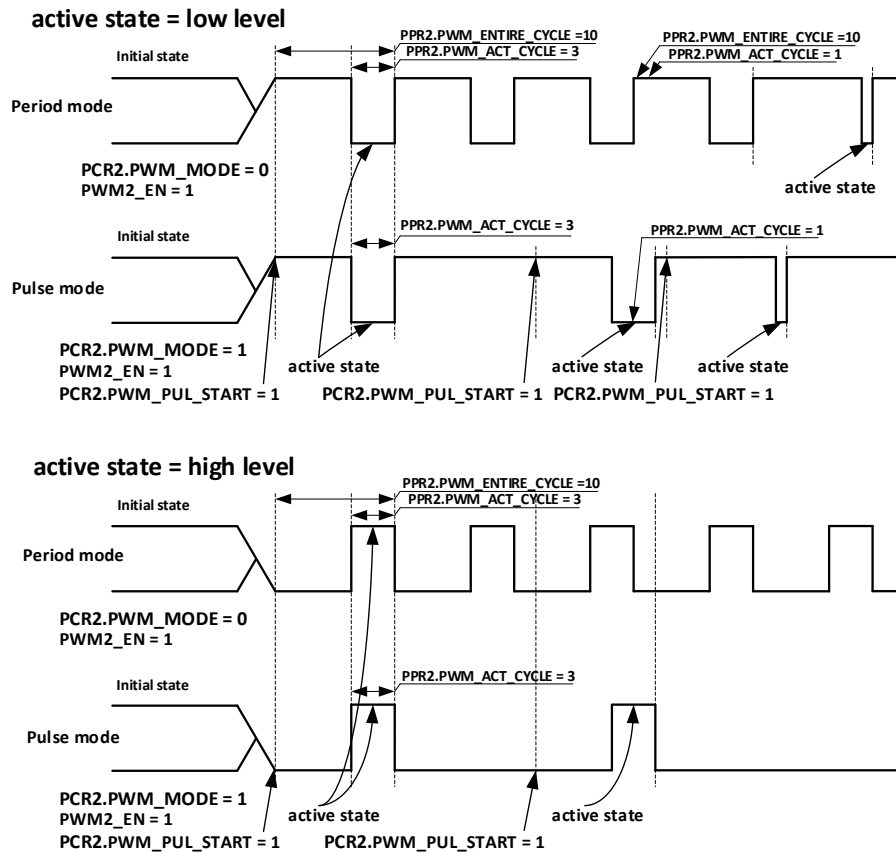 active state = low level
Initial state
PPR2.PWM_ENTIRE_CYCLE =10
PPR2.PWM_ACT_CYCLE = 3
PPR2.PWM_ENTIRE_CYCLE =10
PPR2.PWM_ACT_CYCLE = 1
Period mode
PCR2.PWM_MODE = 0
PWM2_EN = 1
active state
Initial state
PPR2.PWM_ACT_CYCLE = 3
PPR2.PWM_ACT_CYCLE = 1
Pulse mode
PCR2.PWM_MODE = 1
PWM2_EN = 1
PCR2.PWM_PUL_START = 1
active state
active state
active state
PCR2.PWM_PUL_START = 1
PCR2.PWM_PUL_START = 1
active state = high level
Initial state
PPR2.PWM_ENTIRE_CYCLE =10
PPR2.PWM_ACT_CYCLE = 3
Period mode
PCR2.PWM_MODE = 0
PWM2_EN = 1
Initial state
PPR2.PWM_ACT_CYCLE = 3
Pulse mode
PCR2.PWM_MODE = 1
PWM2_EN = 1
PCR2.PWM_PUL_START = 1
active state
active state
PCR2.PWM_PUL_START = 1